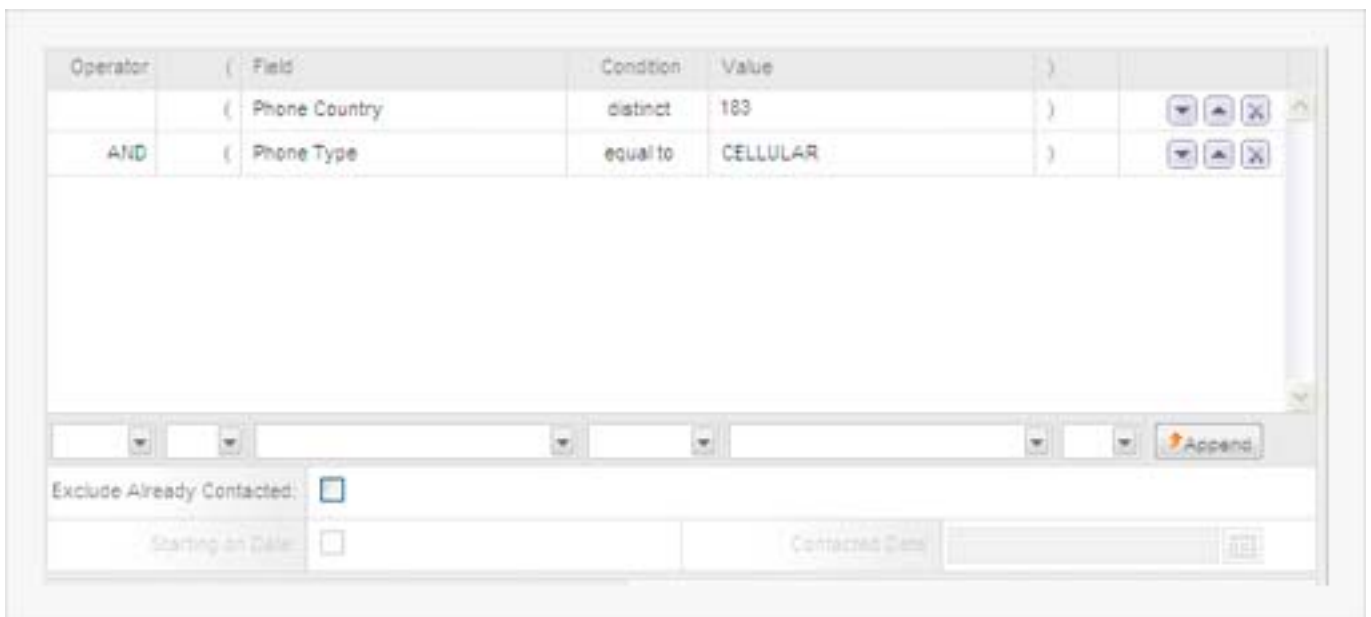 Operator ( Field Condition Value )
( Phone Country distinct 183 )
AND ( Phone Type equal to CELLULAR )
Append
Exclude Already Contacted:
Starting on Date: Contacted Date